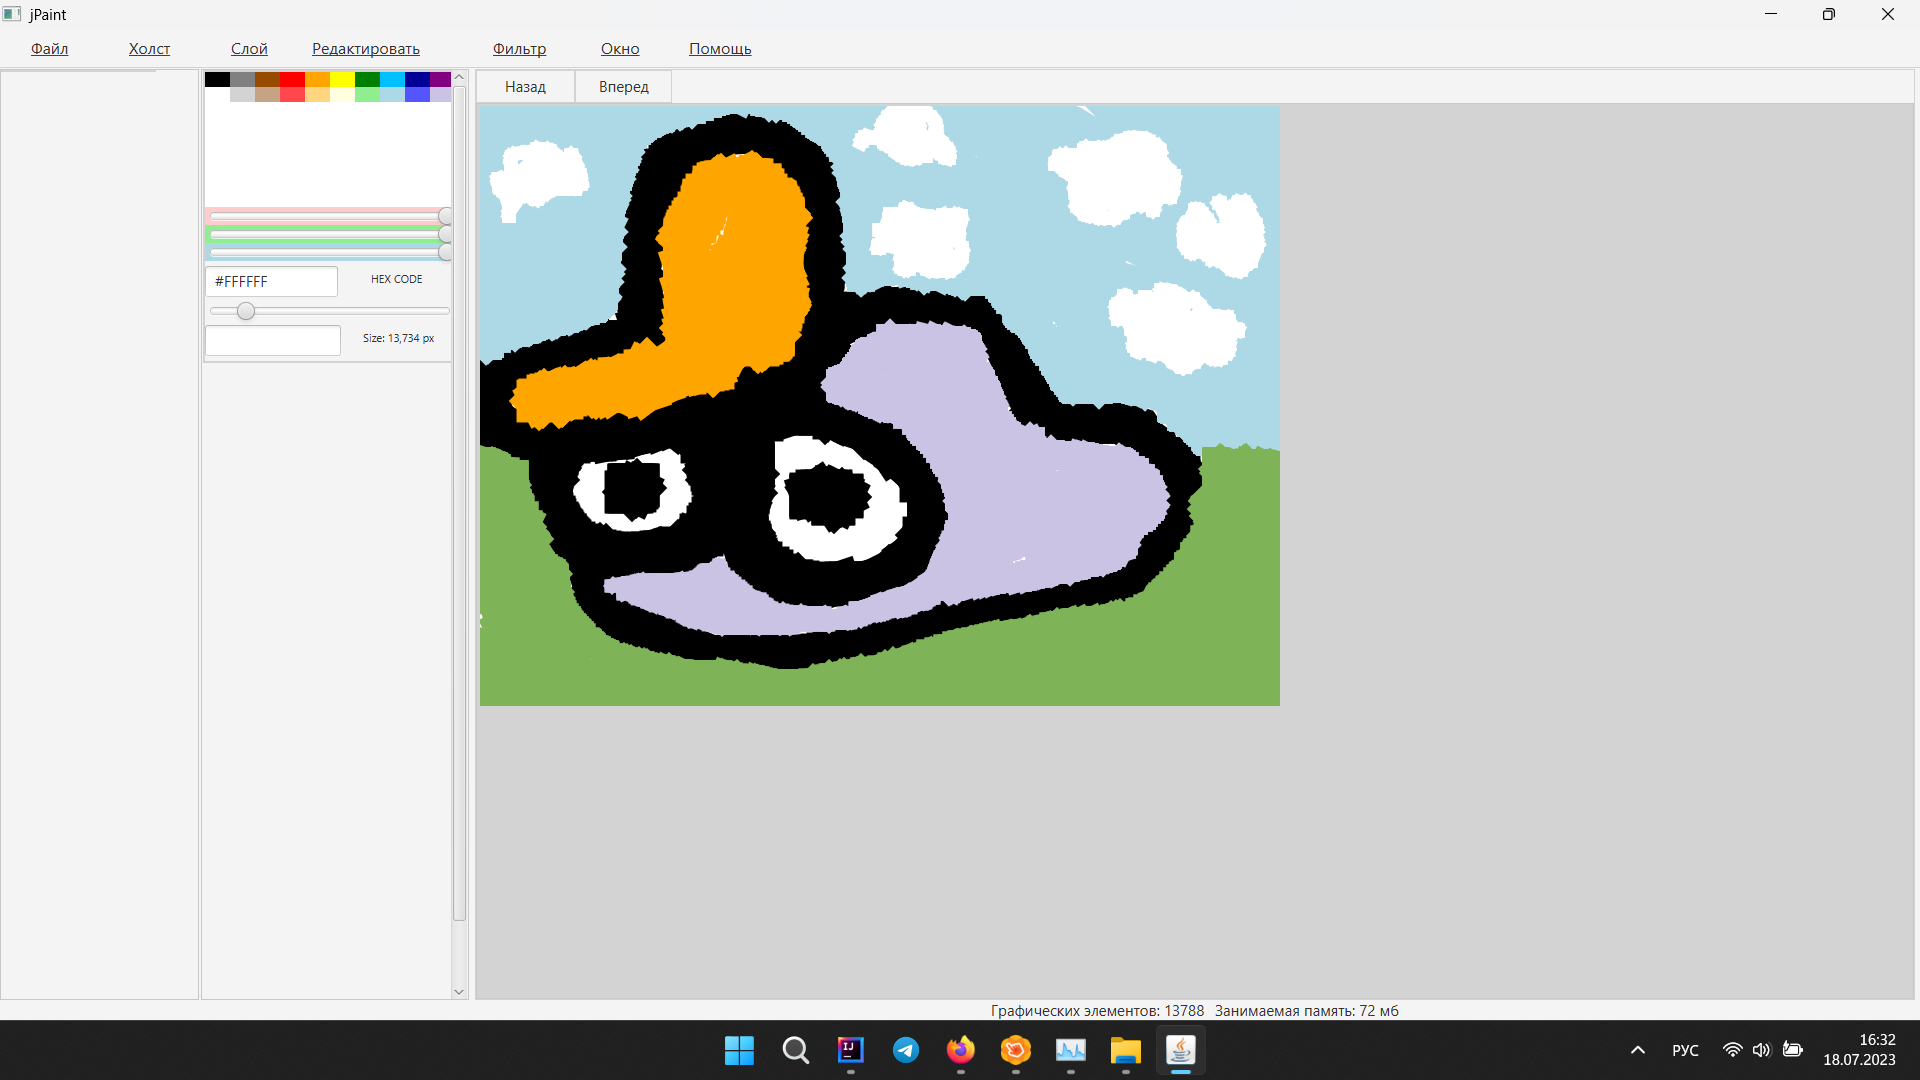 jPaint
Файл Холст Слой Редактировать Фильтр Окно Помощь
Назад Вперед
#FFFFFF HEX CODE
Size: 13,734 px
Графических элементов: 13788 Занимаемая память: 72 мб
IJ
РУС
16:32
18.07.2023